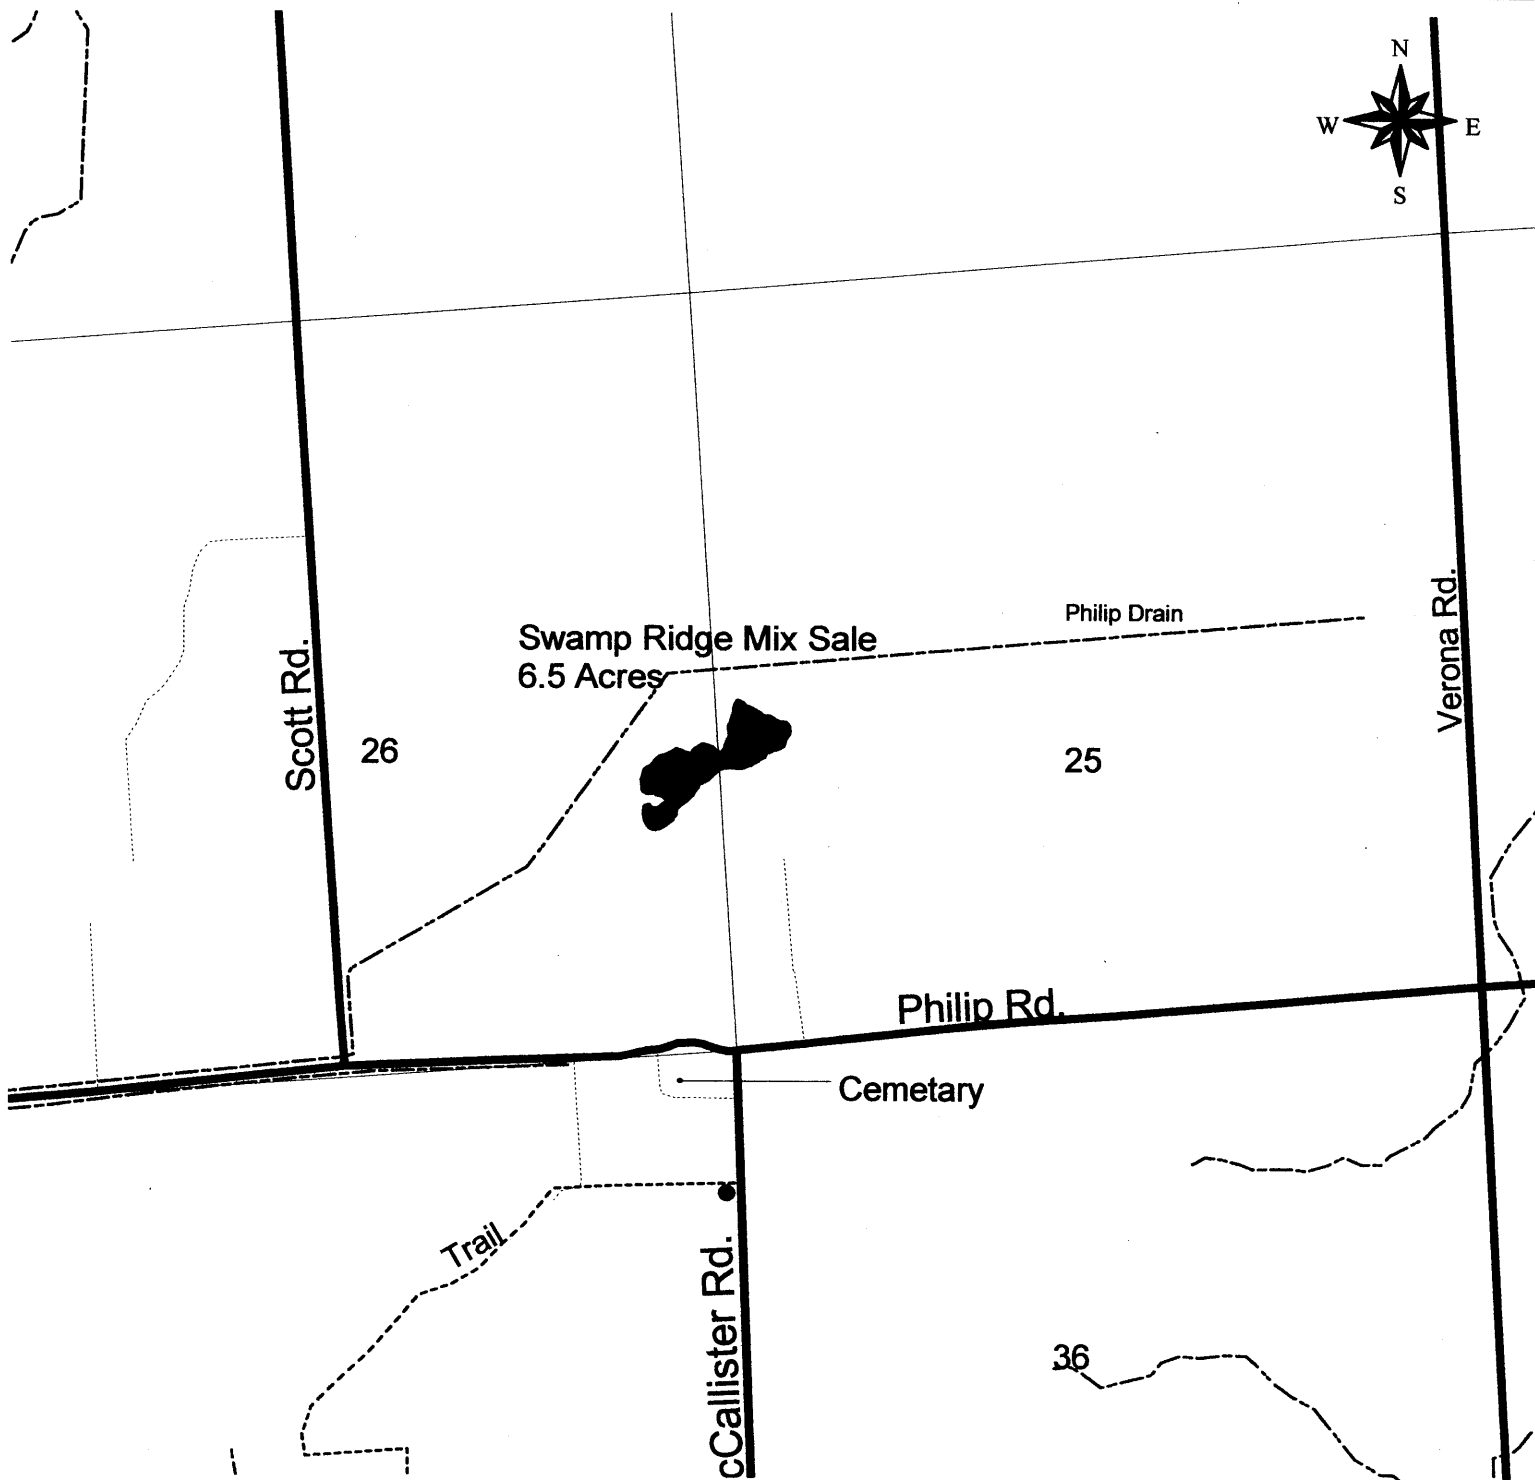 N
W E
S
Philip Drain
Swamp Ridge Mix Sale
6.5 Acres
Scott Rd.
Verona Rd.
26
25
Philip Rd.
Cemetary
Trail
cCallister Rd.
36